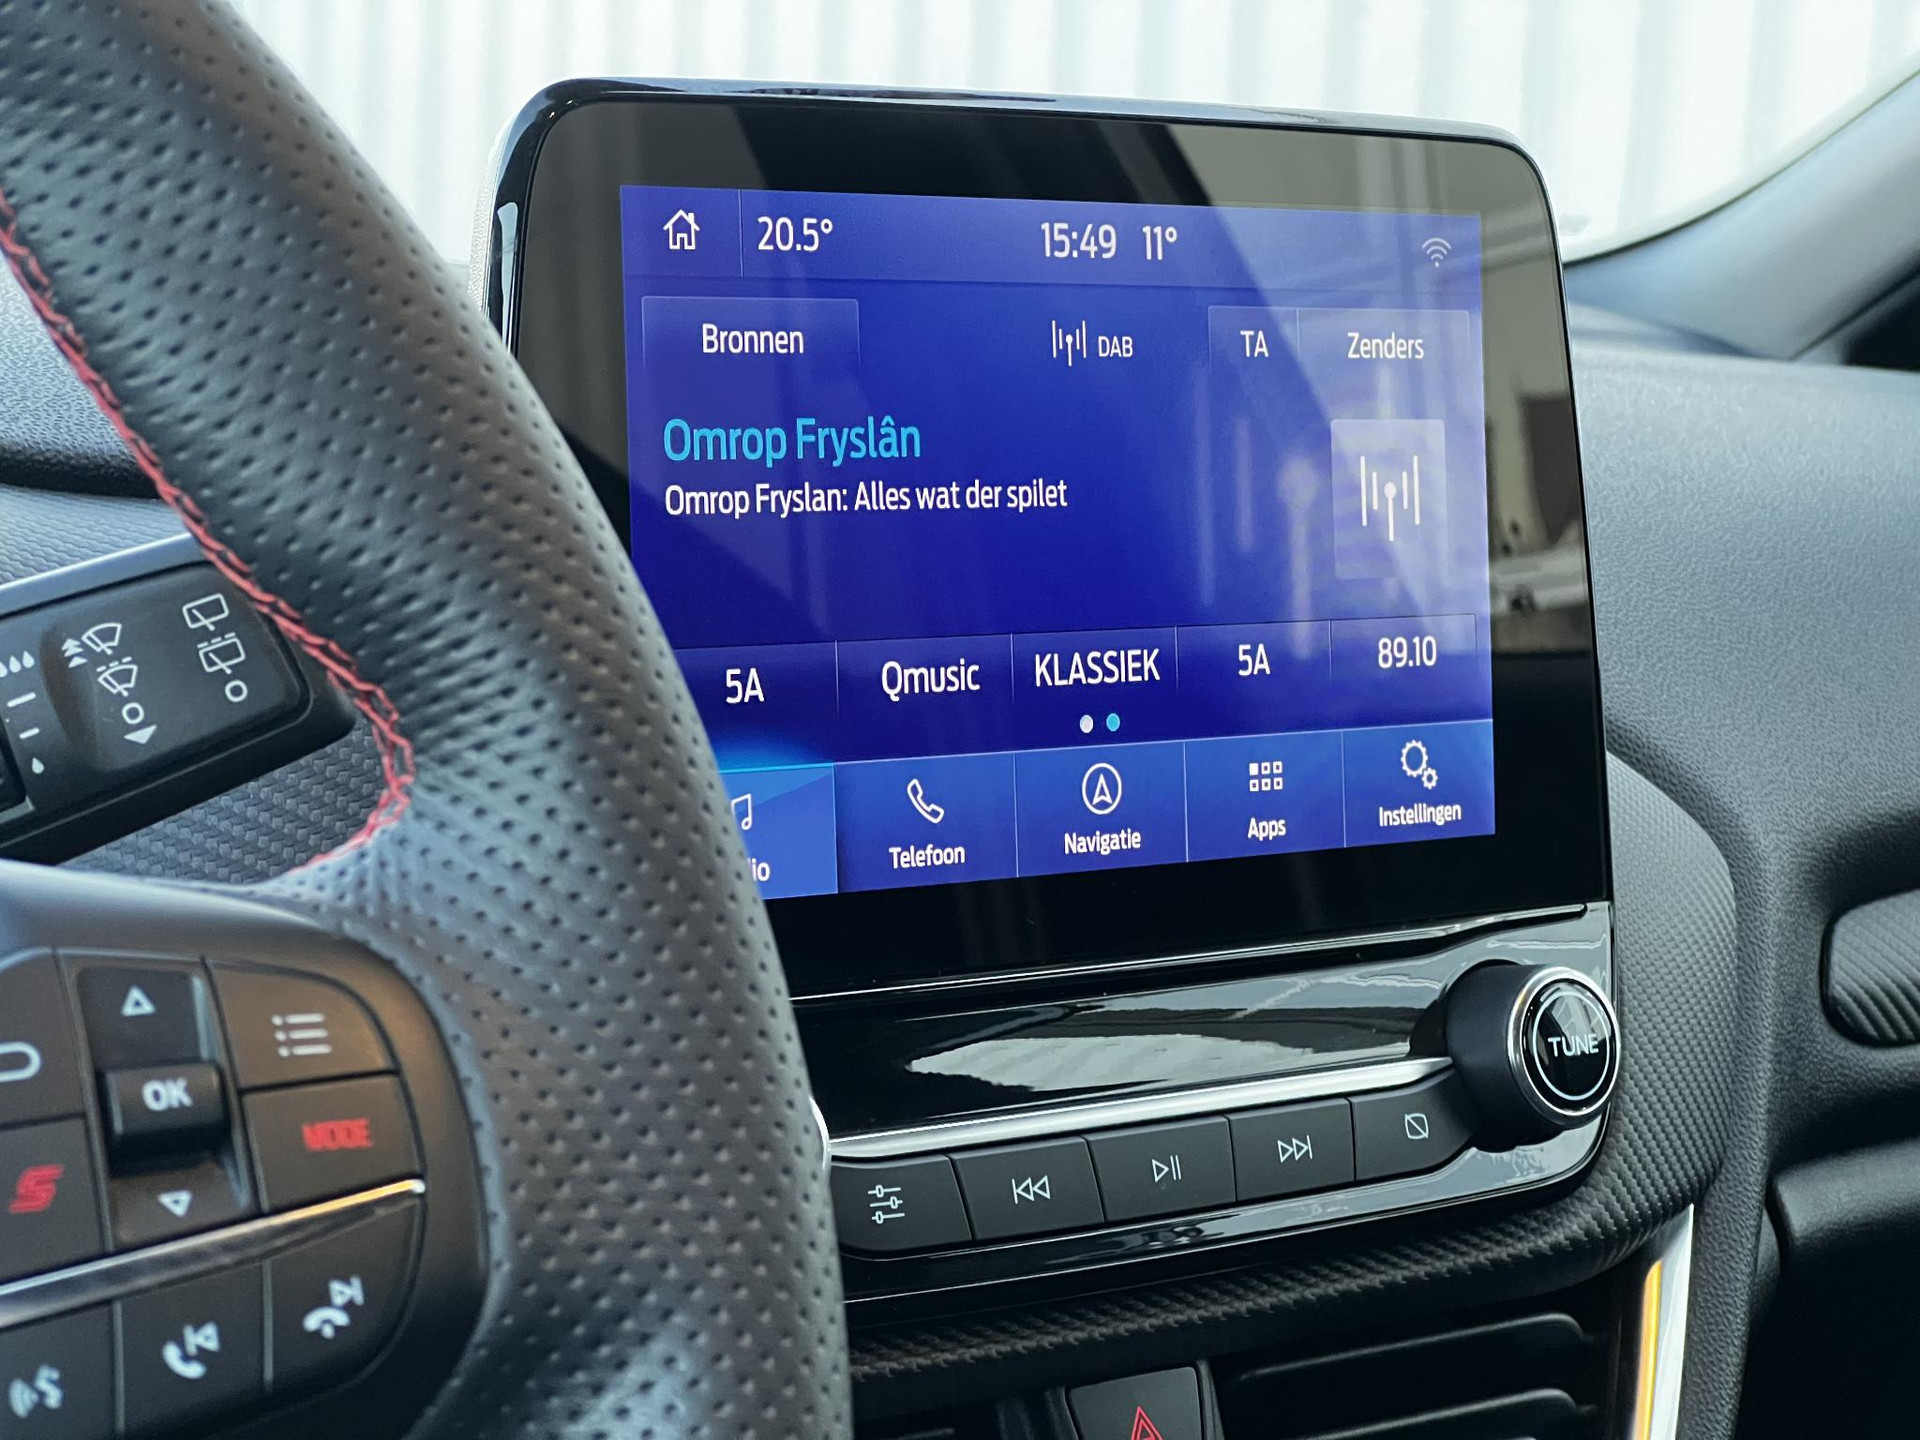 20.5° 15:49 11°
Bronnen DAB TA Zenders
Omrop Fryslân
Omrop Fryslan: Alles wat der spilet
5A Qmusic KLASSIEK 5A 89.10
io Telefoon Navigatie Apps Instellingen
TUNE
OK
MODE
S